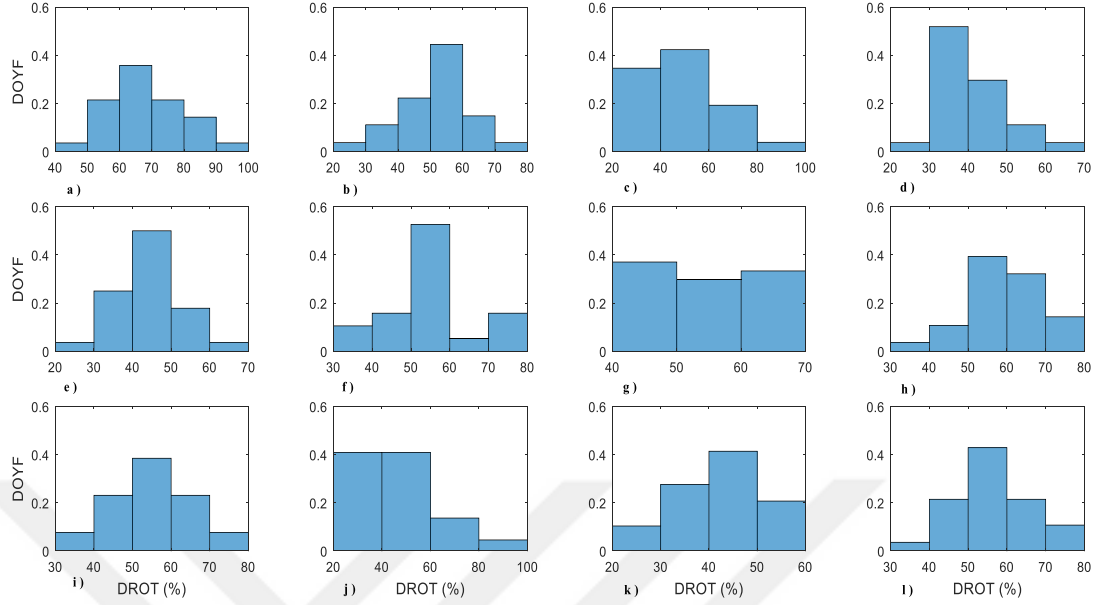 0.6 0.6 0.6 0.6
DOYF 0.4 0.4 0.4 0.4
0.2 0.2 0.2 0.2
0 0 0 0
40 50 60 70 80 90 100 20 30 40 50 60 70 80 20 40 60 80 100 20 30 40 50 60 70
a ) b ) c ) d )
0.6 0.6 0.6 0.6
DOYF 0.4 0.4 0.4 0.4
0.2 0.2 0.2 0.2
0 0 0 0
20 30 40 50 60 70 30 40 50 60 70 80 40 50 60 70 30 40 50 60 70 80
e ) f ) g ) h )
0.6 0.6 0.6 0.6
DOYF 0.4 0.4 0.4 0.4
0.2 0.2 0.2 0.2
0 0 0 0
30 40 50 60 70 80 20 40 60 80 100 20 30 40 50 60 30 40 50 60 70 80
i ) DROT (%) j ) DROT (%) k ) DROT (%) l ) DROT (%)